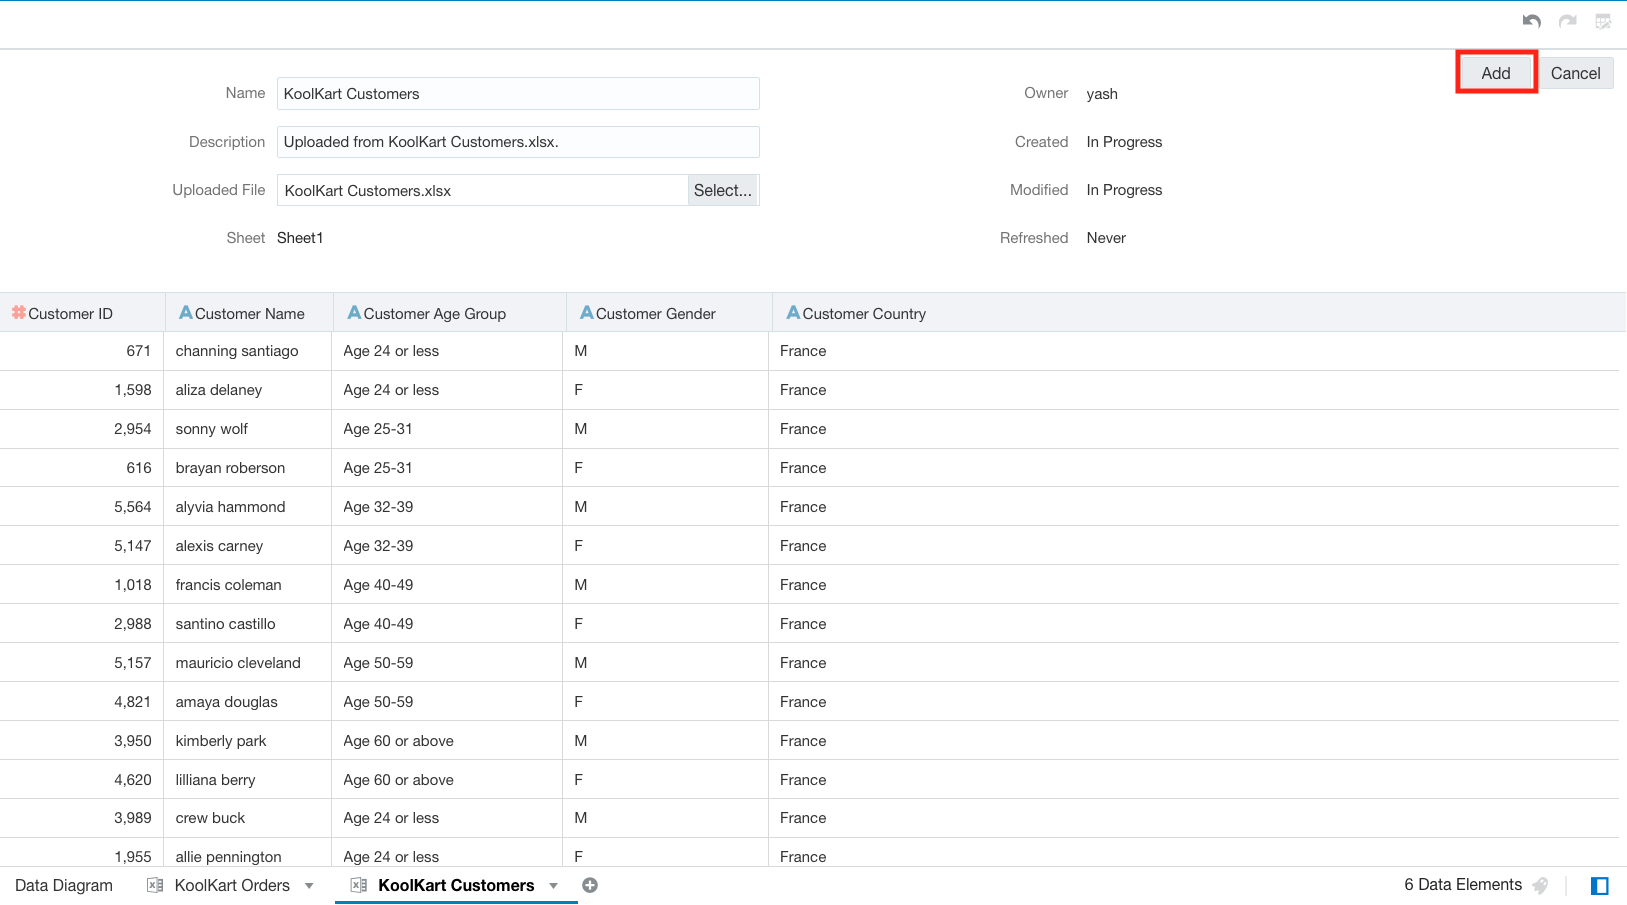 Add Cancel
Name KoolKart Customers Owner yash
Description Uploaded from KoolKart Customers.xlsx. Created In Progress
Uploaded File KoolKart Customers.xlsx Select... Modified In Progress
Sheet Sheet1 Refreshed Never
# Customer ID A Customer Name A Customer Age Group A Customer Gender A Customer Country
671 channing santiago Age 24 or less M France
1,598 aliza delaney Age 24 or less F France
2,954 sonny wolf Age 25-31 M France
616 brayan roberson Age 25-31 F France
5,564 alyvia hammond Age 32-39 M France
5,147 alexis carney Age 32-39 F France
1,018 francis coleman Age 40-49 M France
2,988 santino castillo Age 40-49 F France
5,157 mauricio cleveland Age 50-59 M France
4,821 amaya douglas Age 50-59 F France
3,950 kimberly park Age 60 or above M France
4,620 lilliana berry Age 60 or above F France
3,989 crew buck Age 24 or less M France
1,955 allie pennington Age 24 or less F France
Data Diagram KoolKart Orders KoolKart Customers 6 Data Elements